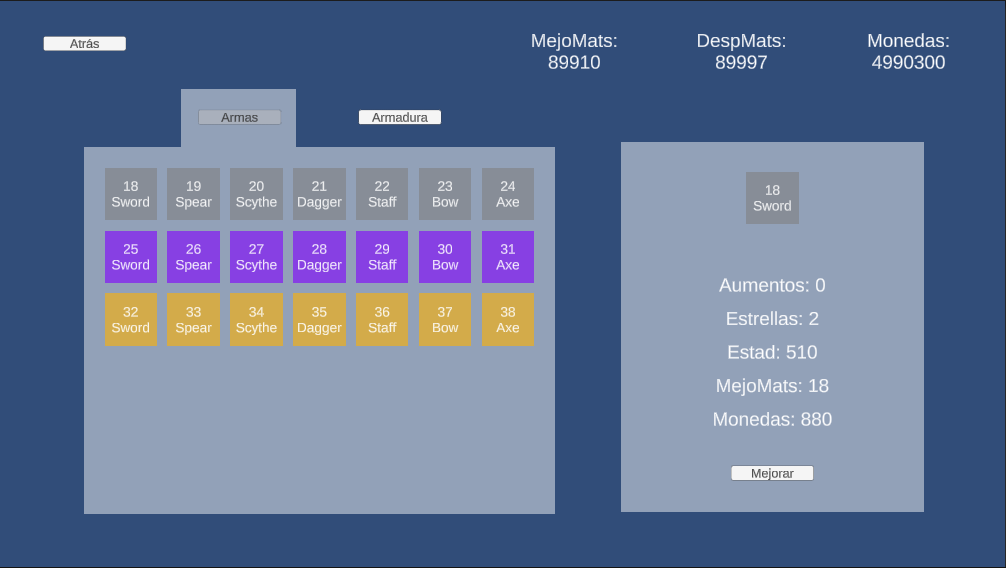 Atrás
MejoMats:
89910
DespMats:
89997
Monedas:
4990300
Armas
Armadura
18
Sword
19
Spear
20
Scythe
21
Dagger
22
Staff
23
Bow
24
Axe
25
Sword
26
Spear
27
Scythe
28
Dagger
29
Staff
30
Bow
31
Axe
32
Sword
33
Spear
34
Scythe
35
Dagger
36
Staff
37
Bow
38
Axe
18
Sword
Aumentos: 0
Estrellas: 2
Estad: 510
MejoMats: 18
Monedas: 880
Mejorar